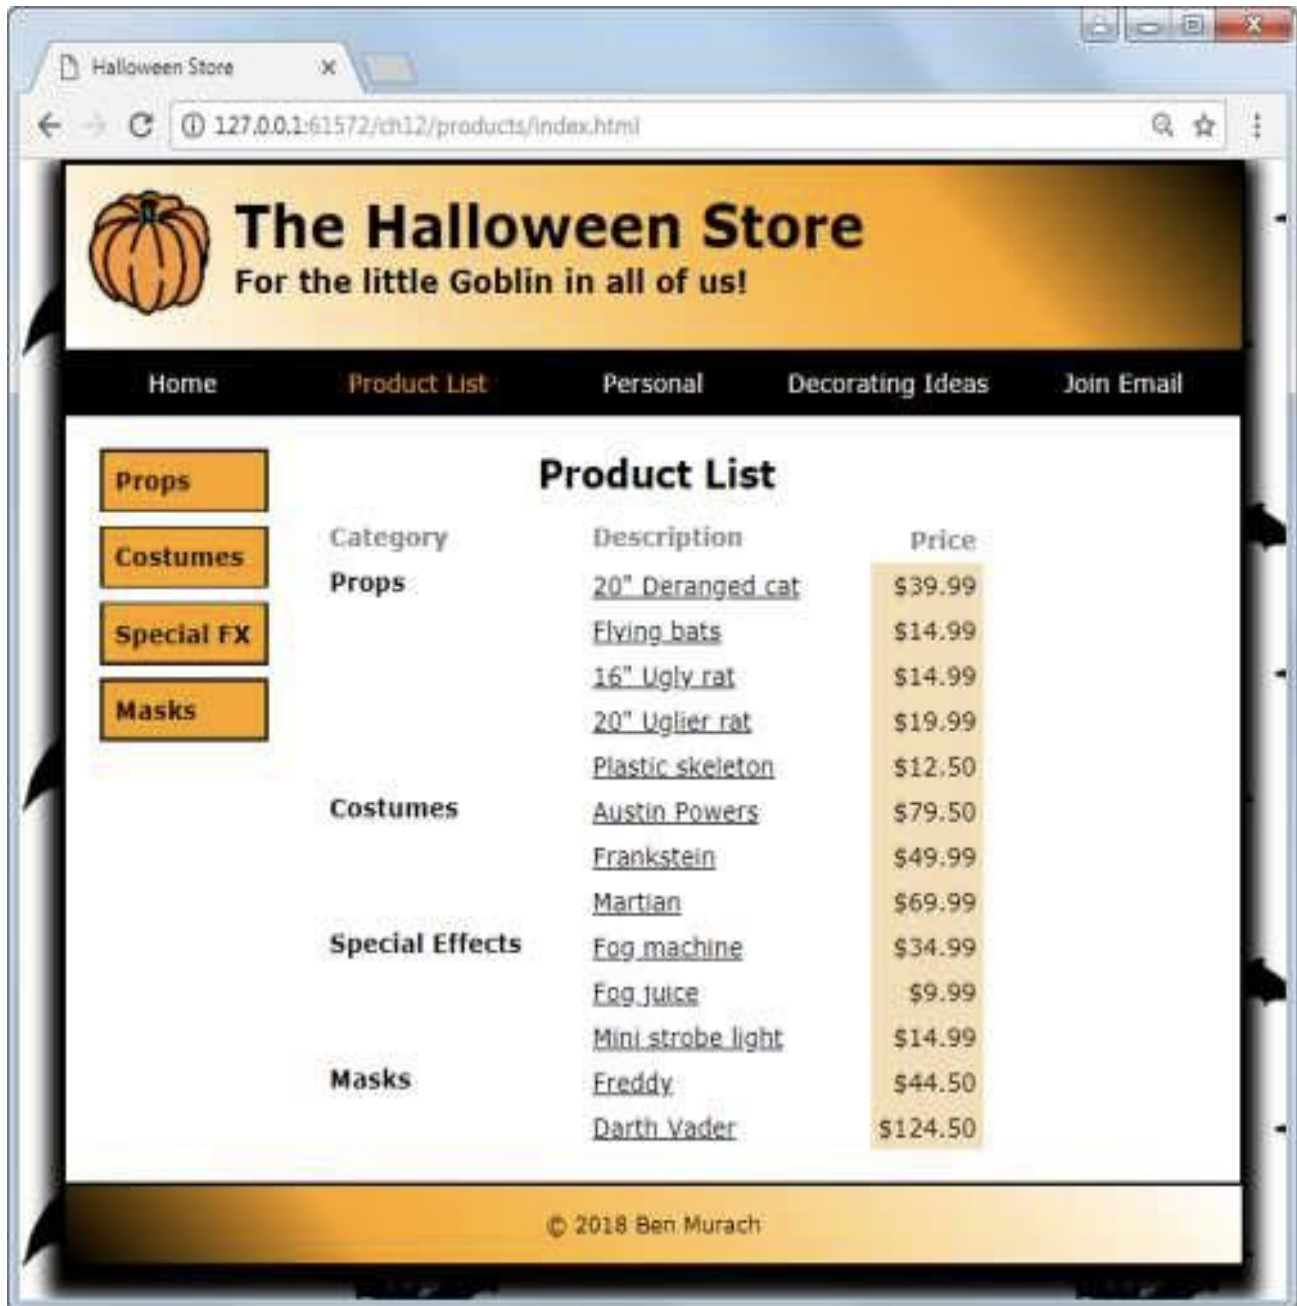 Halloween Store
127.0.0.1:61572/ch12/products/index.html
The Halloween Store
For the little Goblin in all of us!
Home Product List Personal Decorating Ideas Join Email
Props
Costumes
Special FX
Masks
Product List
Category Description Price
Props 20" Deranged cat $39.99
Flying bats $14.99
16" Ugly rat $14.99
20" Uglier rat $19.99
Plastic skeleton $12.50
Costumes Austin Powers $79.50
Frankstein $49.99
Martian $69.99
Special Effects Fog machine $34.99
Fog juice $9.99
Mini strobe light $14.99
Masks Freddy $44.50
Darth Vader $124.50
© 2018 Ben Murach